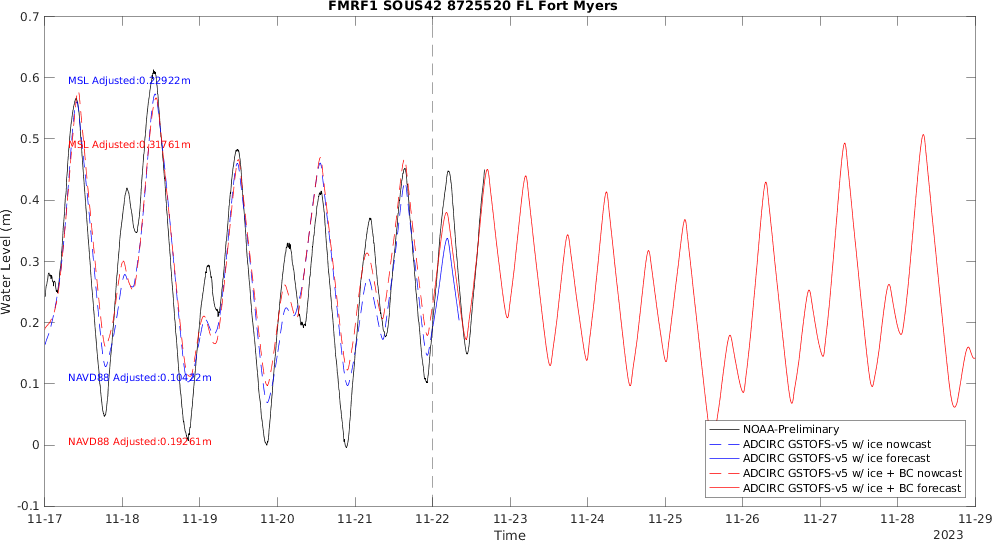 FMRF1 SOUS42 8725520 FL Fort Myers
Water Level (m)
0.7
0.6
0.5
0.4
0.3
0.2
0.1
0
-0.1
MSL Adjusted:0.22922m
MSL Adjusted:0.31761m
NAVD88 Adjusted:0.10422m
NAVD88 Adjusted:0.19261m
NOAA-Preliminary
ADCIRC GSTOFS-v5 w/ ice nowcast
ADCIRC GSTOFS-v5 w/ ice forecast
ADCIRC GSTOFS-v5 w/ ice + BC nowcast
ADCIRC GSTOFS-v5 w/ ice + BC forecast
11-17 11-18 11-19 11-20 11-21 11-22 11-23 11-24 11-25 11-26 11-27 11-28 11-29
Time
2023